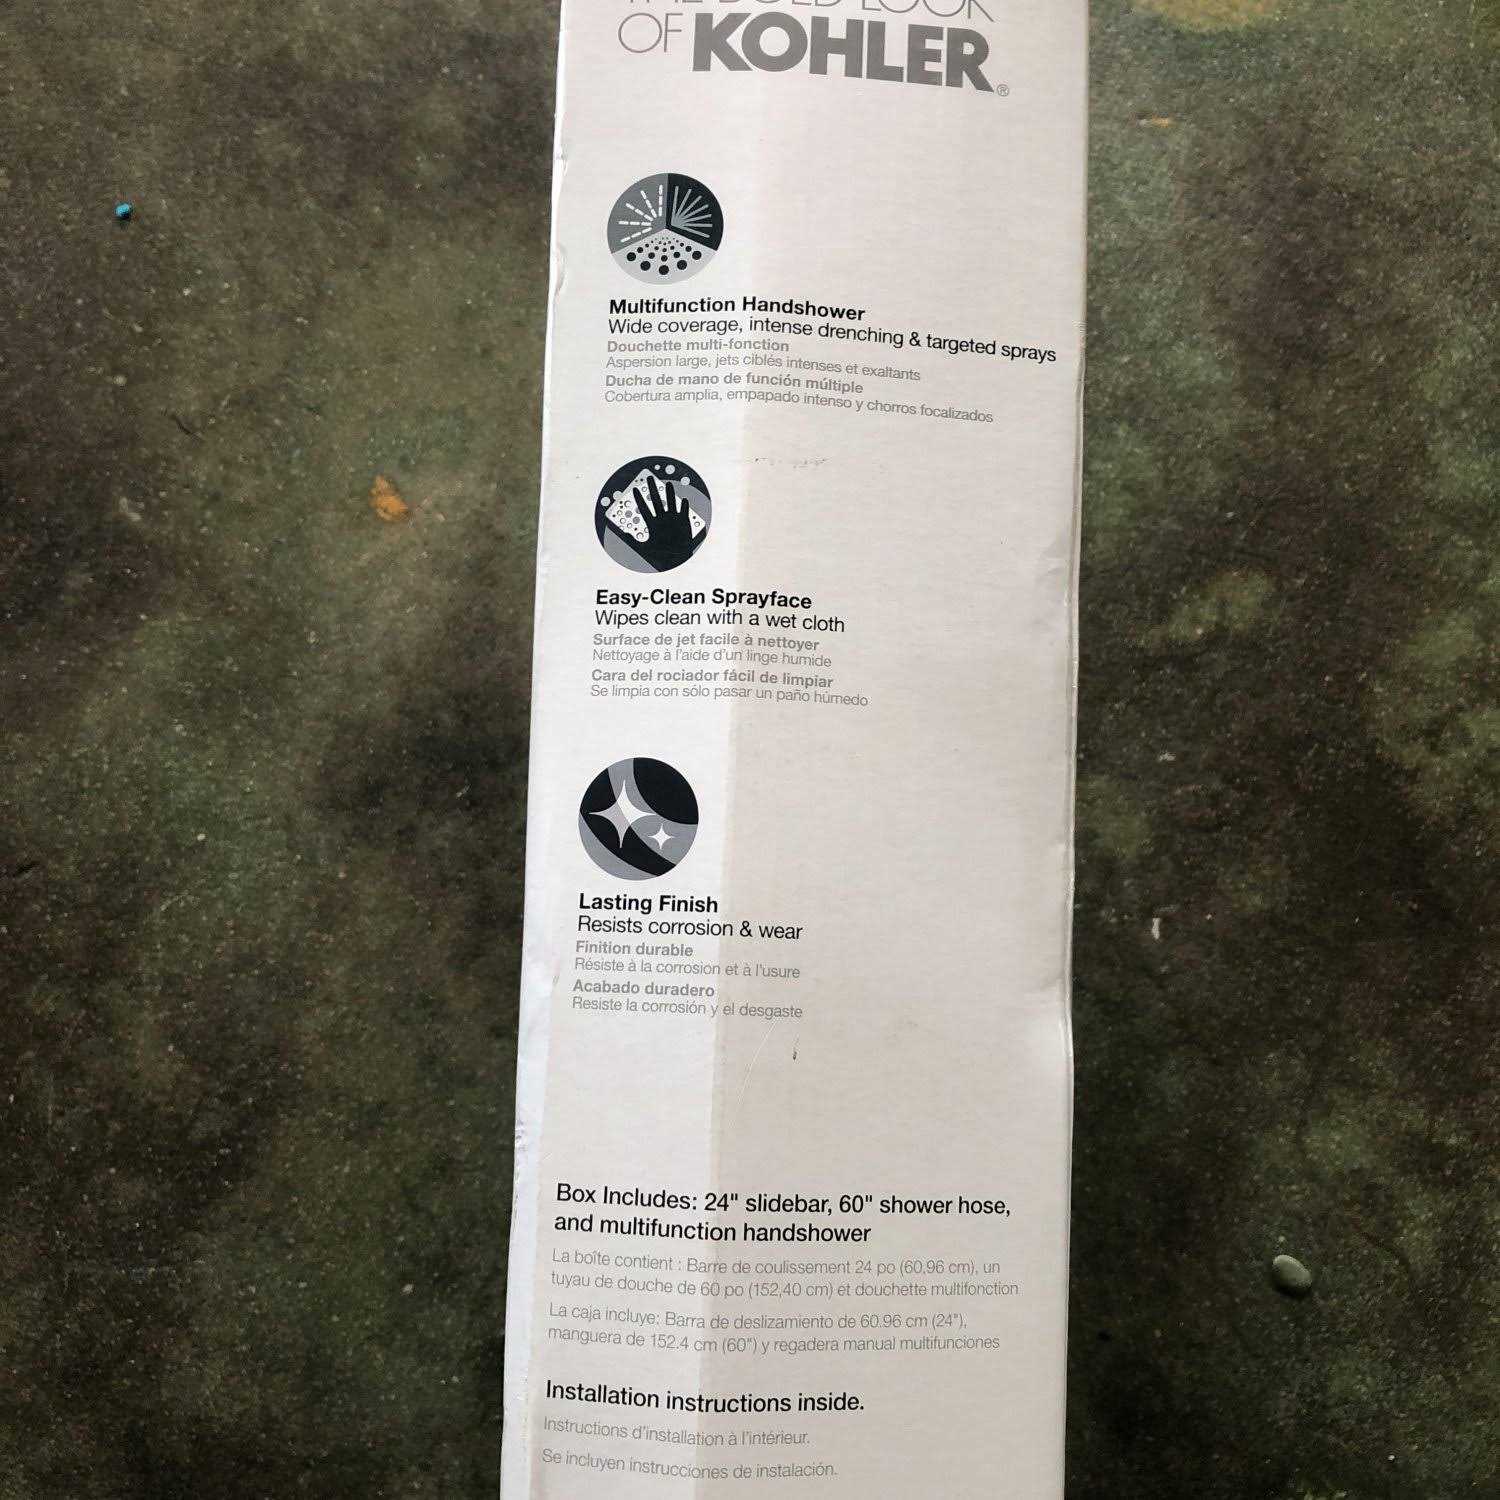 THE BOLD LOOK
OF KOHLER®
Multifunction Handshower
Wide coverage, intense drenching & targeted sprays
Douchette multi-fonction
Aspersion large, jets ciblés intenses et exaltants
Ducha de mano de función múltiple
Cobertura amplia, empapado intenso y chorros focalizados
Easy-Clean Sprayface
Wipes clean with a wet cloth
Surface de jet facile à nettoyer
Nettoyage à l'aide d'un linge humide
Cara del rociador fácil de limpiar
Se limpia con sólo pasar un paño húmedo
Lasting Finish
Resists corrosion & wear
Finition durable
Résiste à la corrosion et à l'usure
Acabado duradero
Resiste la corrosión y el desgaste
Box Includes: 24" slidebar, 60" shower hose,
and multifunction handshower
La boîte contient : Barre de coulissement 24 po (60,96 cm), un
tuyau de douche de 60 po (152,40 cm) et douchette multifonction
La caja incluye: Barra de deslizamiento de 60.96 cm (24"),
manguera de 152.4 cm (60") y regadera manual multifunciones
Installation instructions inside.
Instructions d'installation à l'intérieur.
Se incluyen instrucciones de instalación.